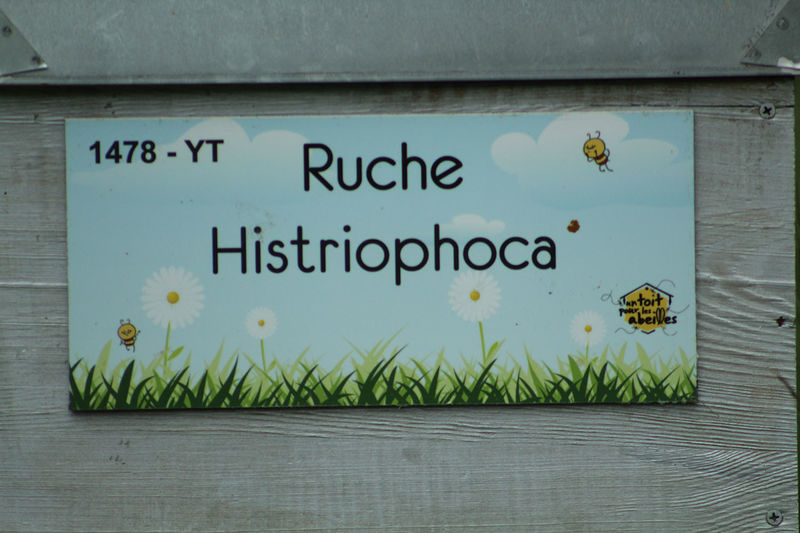 1478 - YT
Ruche
Histriophoca
un toit
pour les
abeilles